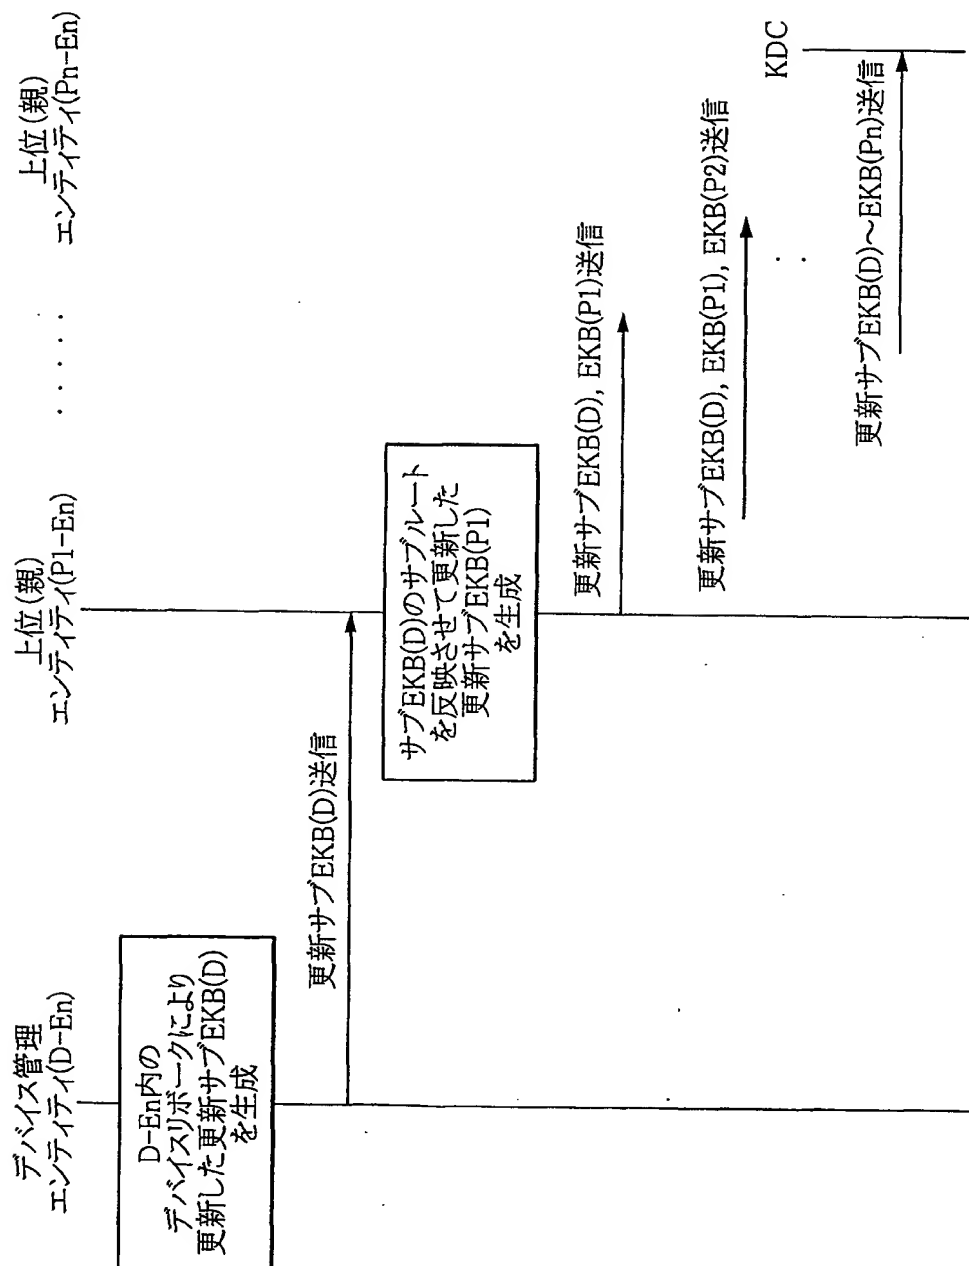 デバイス管理
エンティティ(D-En)
上位(親)
エンティティ(P1-En)
・・・・・
上位(親)
エンティティ(Pn-En)
KDC
D-En内の
デバイスリボークにより
更新した更新サブEKB(D)
を生成
更新サブEKB(D)送信
サブEKB(D)のサブルート
を反映させて更新した
更新サブEKB(P1)
を生成
更新サブEKB(D), EKB(P1)送信
更新サブEKB(D), EKB(P1), EKB(P2)送信
・・
更新サブEKB(D)〜EKB(Pn)送信